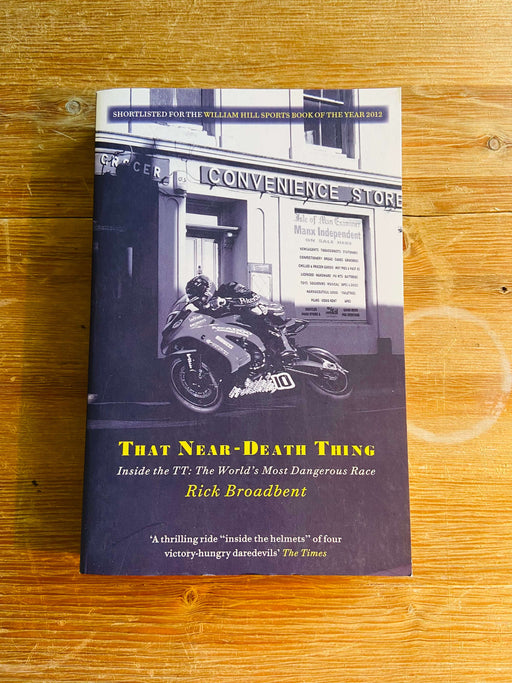 SHORTLISTED FOR THE WILLIAM HILL SPORTS BOOK OF THE YEAR 2012
GROCER
CONVENIENCE STORE
Isle of Man Examiner
Manx Independent
ON SALE HERE
10
THAT NEAR-DEATH THING
Inside the TT: The World's Most Dangerous Race
Rick Broadbent
'A thrilling ride "inside the helmets" of four
victory-hungry daredevils' The Times